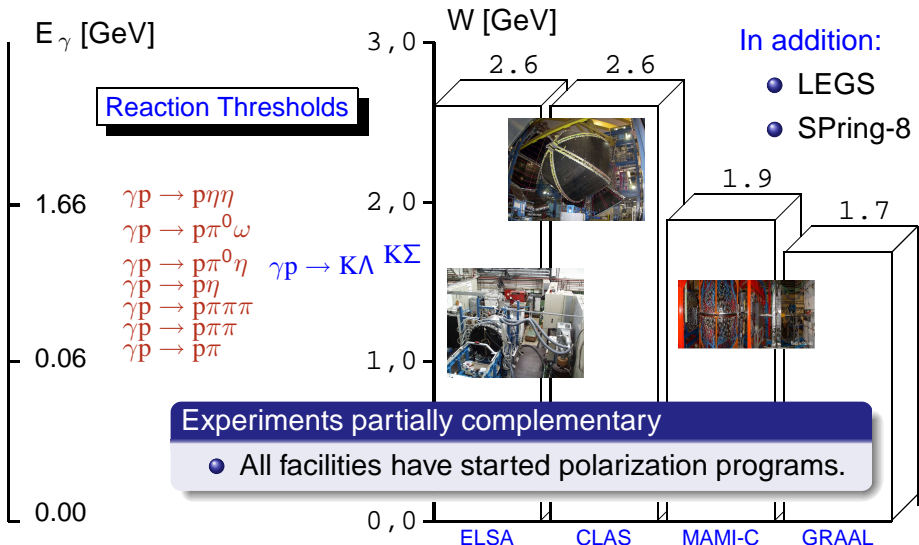 E γ [GeV]
W [GeV]
In addition:
LEGS
SPring-8
Reaction Thresholds
3,0
2,0
1,0
0,0
1.66
0.06
0.00
γp → pηη
γp → pπ⁰ω
γp → pπ⁰η
γp → pη
γp → pπππ
γp → pππ
γp → pπ
γp → KΛ
KΣ
2.6
2.6
1.9
1.7
Experiments partially complementary
All facilities have started polarization programs.
ELSA
CLAS
MAMI-C
GRAAL